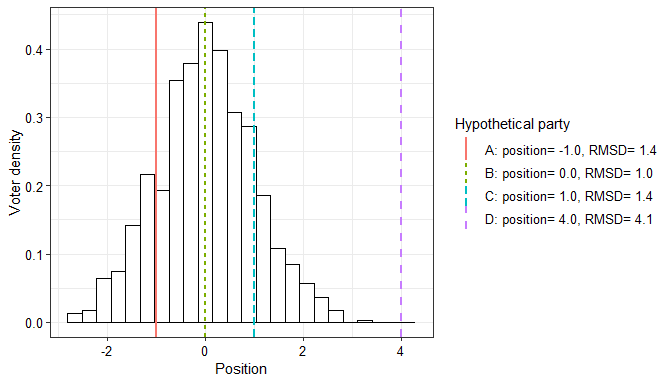 Voter density
0.4
0.3
0.2
0.1
0.0
-2
0
2
4
Position
Hypothetical party
A: position= -1.0, RMSD= 1.4
B: position= 0.0, RMSD= 1.0
C: position= 1.0, RMSD= 1.4
D: position= 4.0, RMSD= 4.1